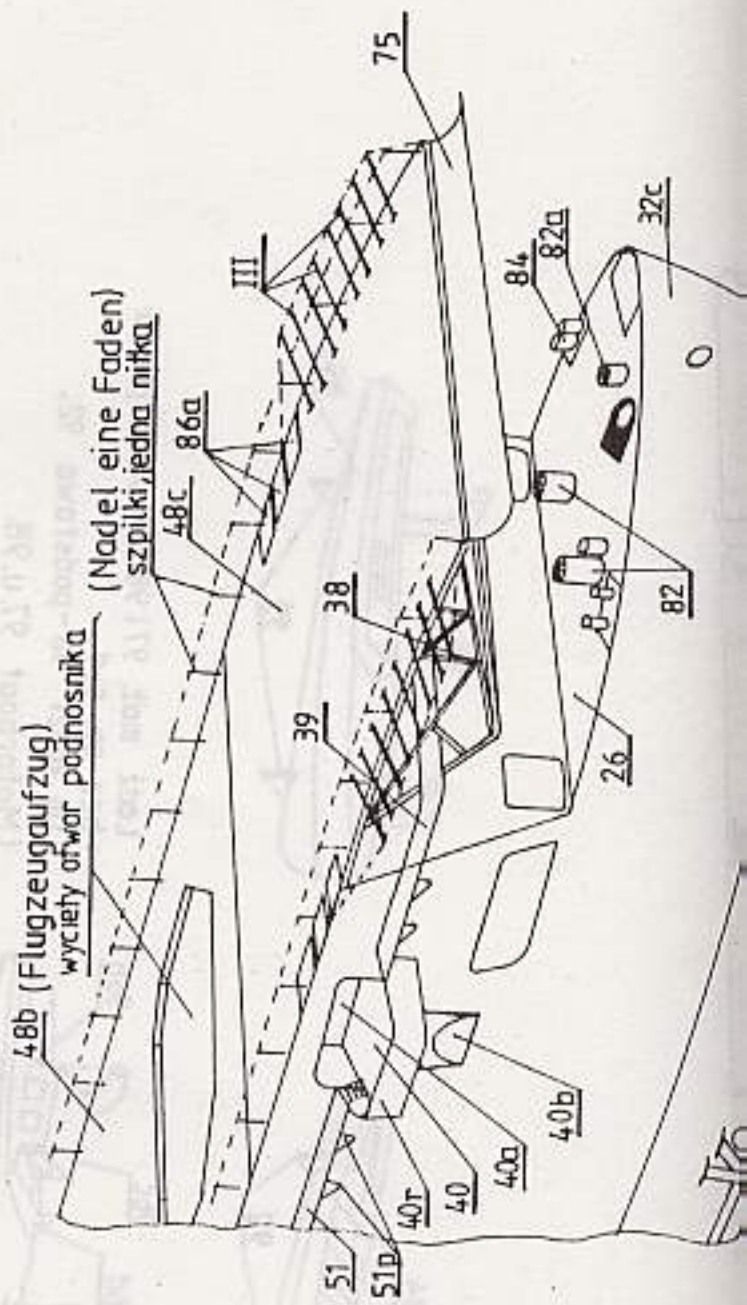 48b (Flugzeugaufzug)
wycięty otwór podnosnika
(Nadel eine Faden)
szpilki, jedna nitka
48c
86a
III
75
39
38
84
82a
32c
51
51p
40r
40
40a
40b
26
82